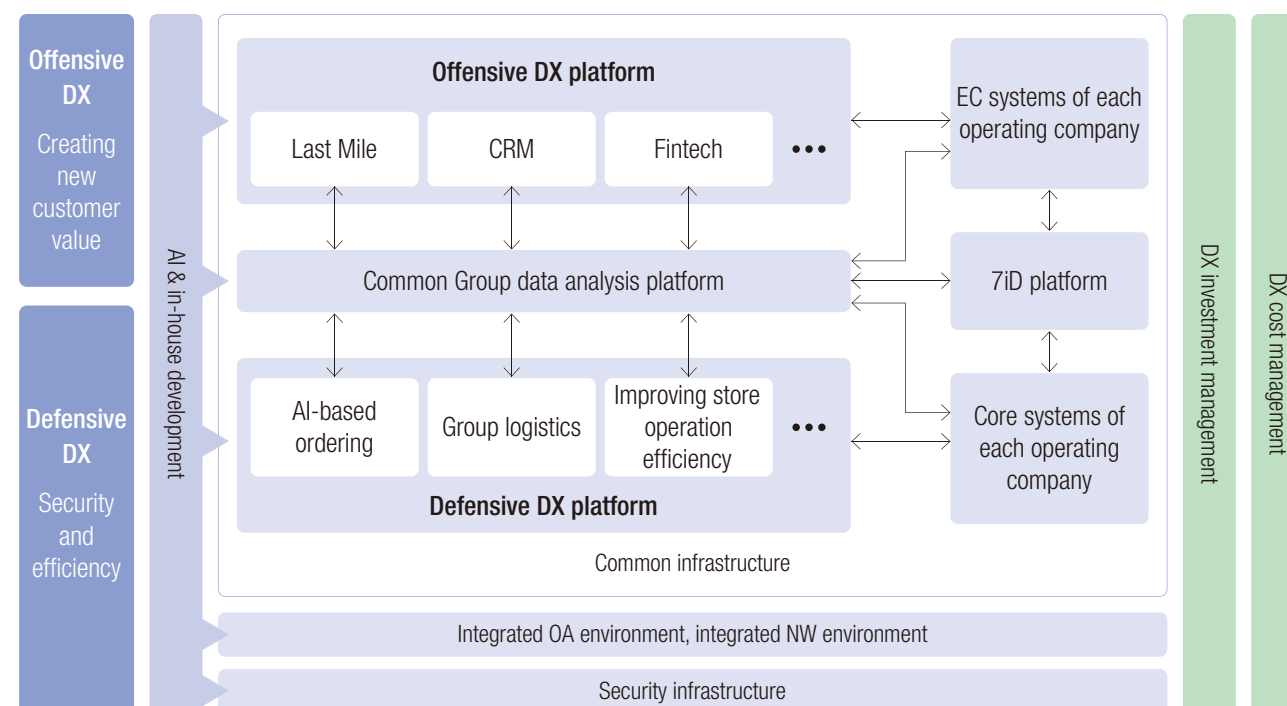 Offensive
DX
Creating
new
customer
value
Defensive
DX
Security
and
efficiency
AI & in-house development
Offensive DX platform
Last Mile
CRM
Fintech
•••
Common Group data analysis platform
AI-based
ordering
Group logistics
Improving store
operation
efficiency
•••
Defensive DX platform
EC systems of each
operating company
7iD platform
Core systems of
each operating
company
Common infrastructure
Integrated OA environment, integrated NW environment
Security infrastructure
DX investment management
DX cost management